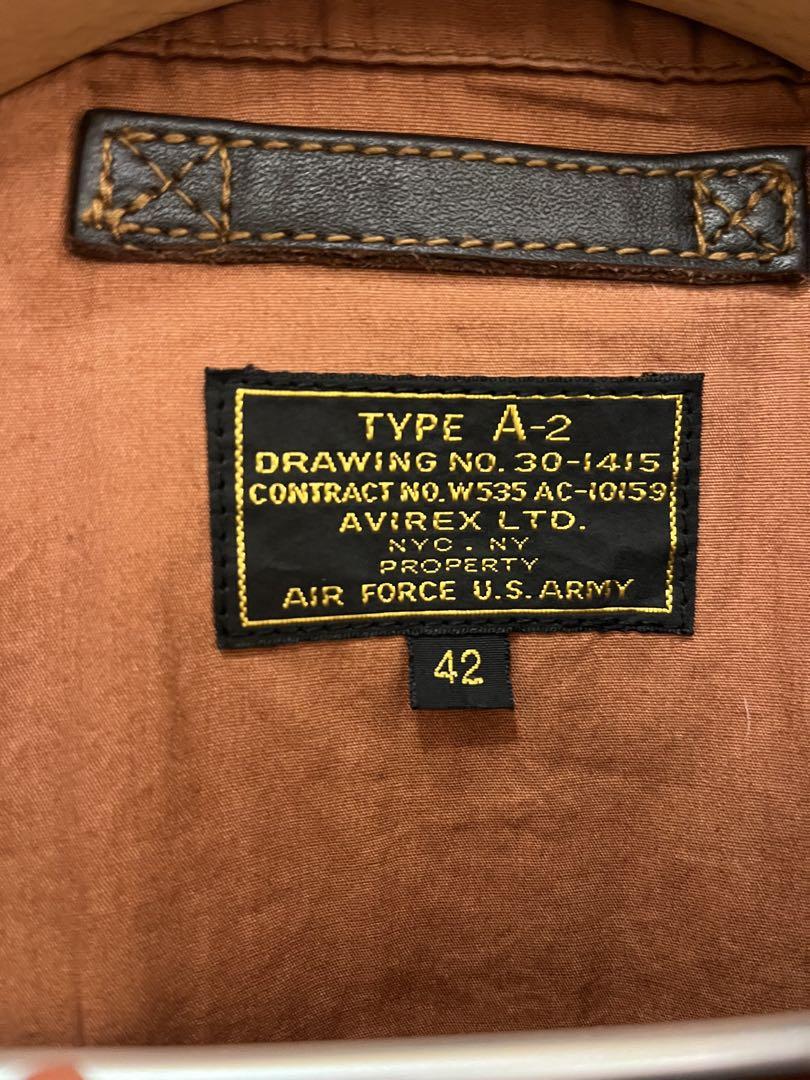 TYPE A-2
DRAWING NO. 30-1415
CONTRACT NO. W535 AC-10159
AVIREX LTD.
NYC. NY
PROPERTY
AIR FORCE U.S. ARMY
42